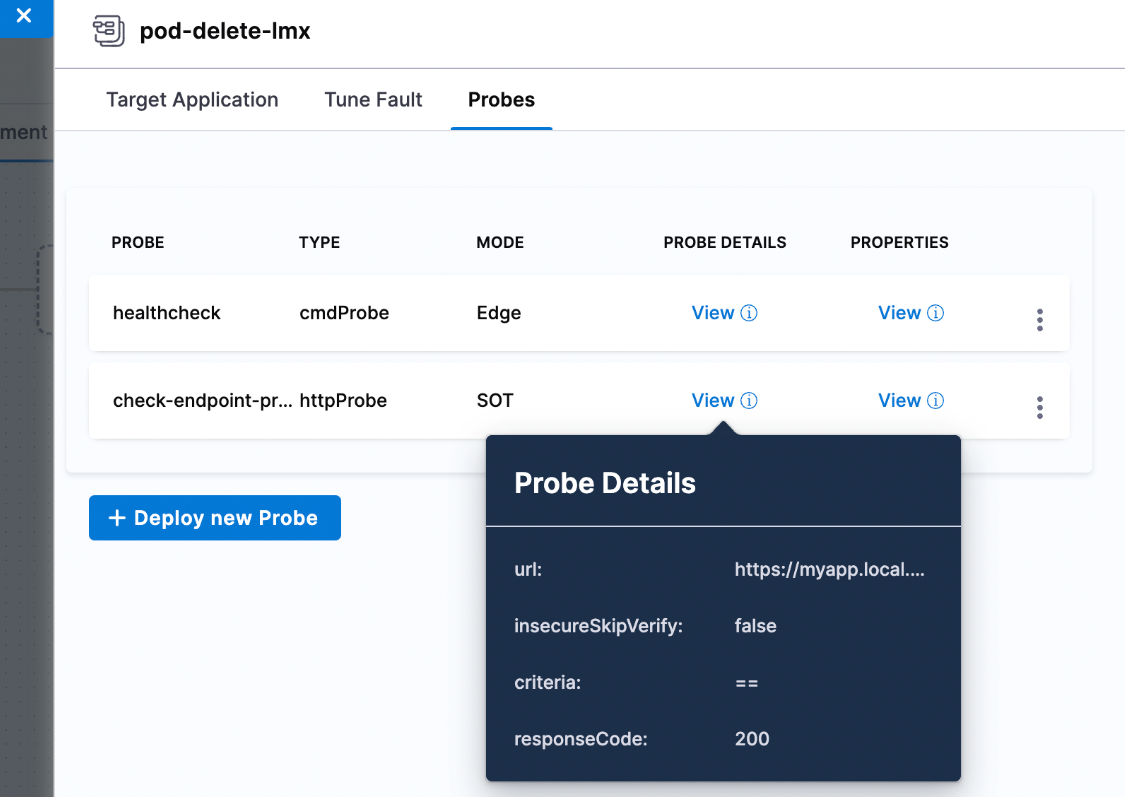 pod-delete-lmx
Target Application Tune Fault Probes
ment
PROBE TYPE MODE PROBE DETAILS PROPERTIES
healthcheck cmdProbe Edge View View
check-endpoint-pr... httpProbe SOT View View
Probe Details
+ Deploy new Probe
url: https://myapp.local....
insecureSkipVerify: false
criteria: ==
responseCode: 200